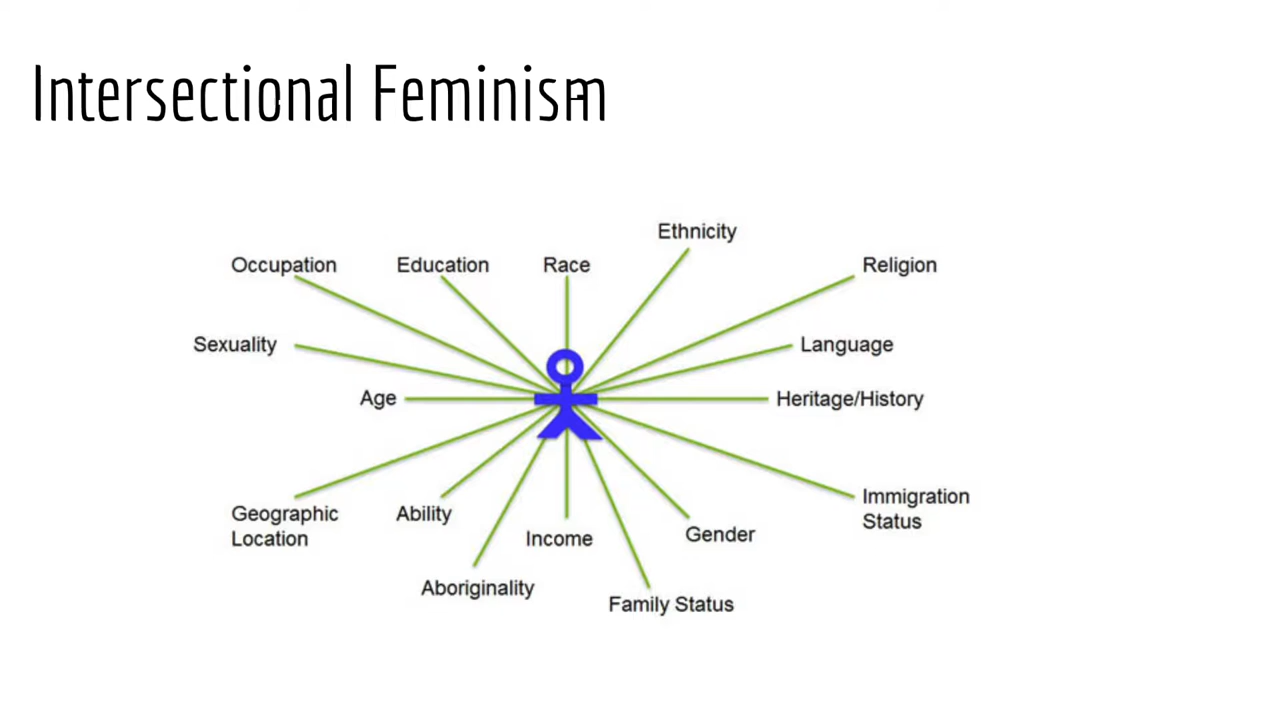 Intersectional Feminism
Ethnicity
Occupation
Education
Race
Religion
Sexuality
Language
Age
Heritage/History
Geographic
Location
Ability
Immigration
Status
Income
Gender
Aboriginality
Family Status